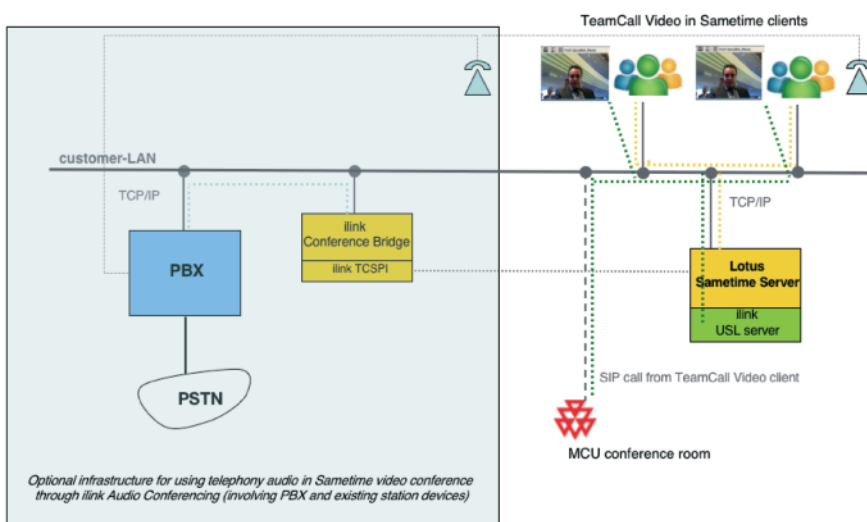 TeamCall Video in Sametime clients
customer-LAN
TCP/IP
ilink
Conference Bridge
ilink TCSPI
PBX
PSTN
TCP/IP
Lotus
Sametime Server
ilink
USL server
SIP call from TeamCall Video client
MCU conference room
Optional infrastructure for using telephony audio in Sametime video conference
through ilink Audio Conferencing (involving PBX and existing station devices)